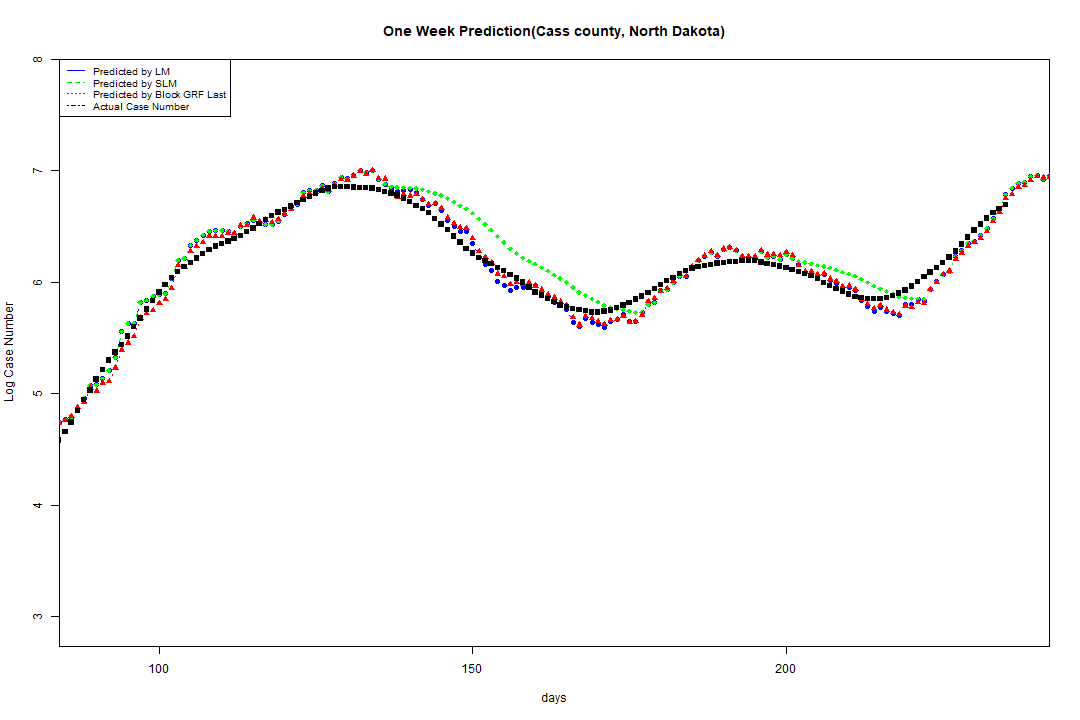 One Week Prediction(Cass county, North Dakota)
Predicted by LM
Predicted by SLM
Predicted by Block GRF Last
Actual Case Number
8
7
6
5
4
3
Log Case Number
100 150 200
days